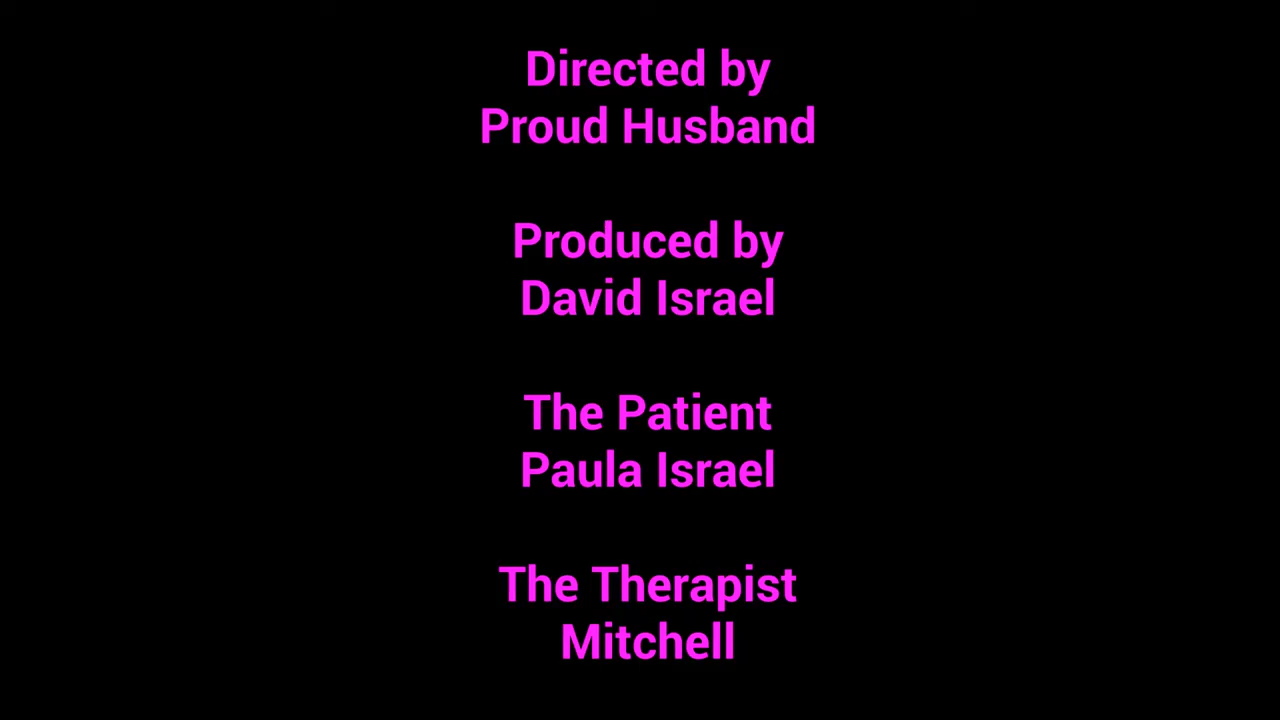 Directed by
Proud Husband
Produced by
David Israel
The Patient
Paula Israel
The Therapist
Mitchell